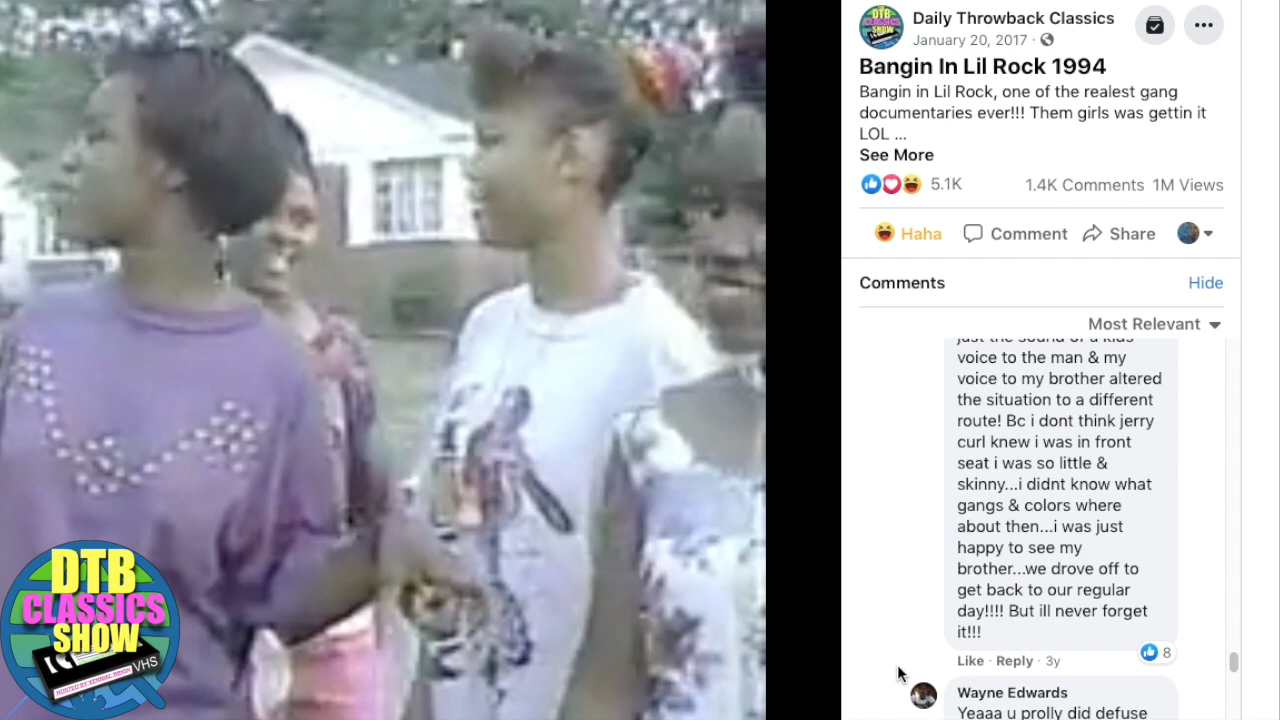 DTB
CLASSICS
SHOW
VHS
Daily Throwback Classics
January 20, 2017 ·
Bangin In Lil Rock 1994
Bangin in Lil Rock, one of the realest gang
documentaries ever!!! Them girls was gettin it
LOL ...
See More
5.1K 1.4K Comments 1M Views
Haha Comment Share
Comments Hide
Most Relevant
just the sound of a kids
voice to the man & my
voice to my brother altered
the situation to a different
route! Bc i dont think jerry
curl knew i was in front
seat i was so little &
skinny...i didnt know what
gangs & colors where
about then...i was just
happy to see my
brother...we drove off to
get back to our regular
day!!!! But ill never forget
it!!!
8
Like · Reply · 3y
Wayne Edwards
Yeaaa u prolly did defuse